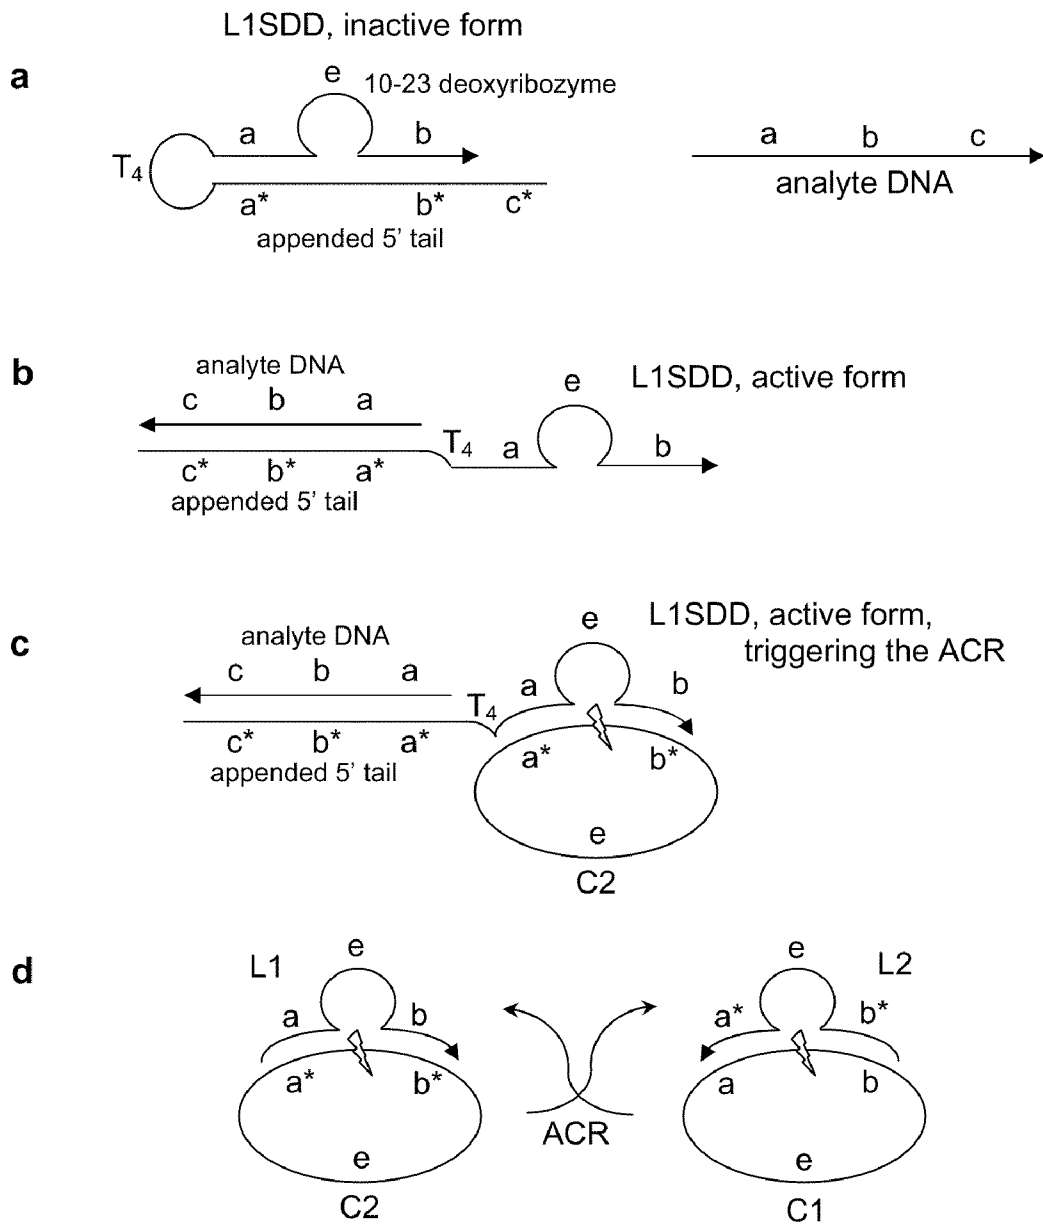 L1SDD, inactive form
a
e
10-23 deoxyribozyme
a
b
T4
a*
b*
c*
appended 5' tail
a
b
c
analyte DNA
b
analyte DNA
c
b
a
e
L1SDD, active form
T4
a
b
c*
b*
a*
appended 5' tail
c
analyte DNA
c
b
a
e
L1SDD, active form,
triggering the ACR
T4
a
b
c*
b*
a*
appended 5' tail
a*
b*
e
C2
d
L1
e
a
b
a*
b*
e
C2
ACR
e
L2
a*
b*
a
b
e
C1